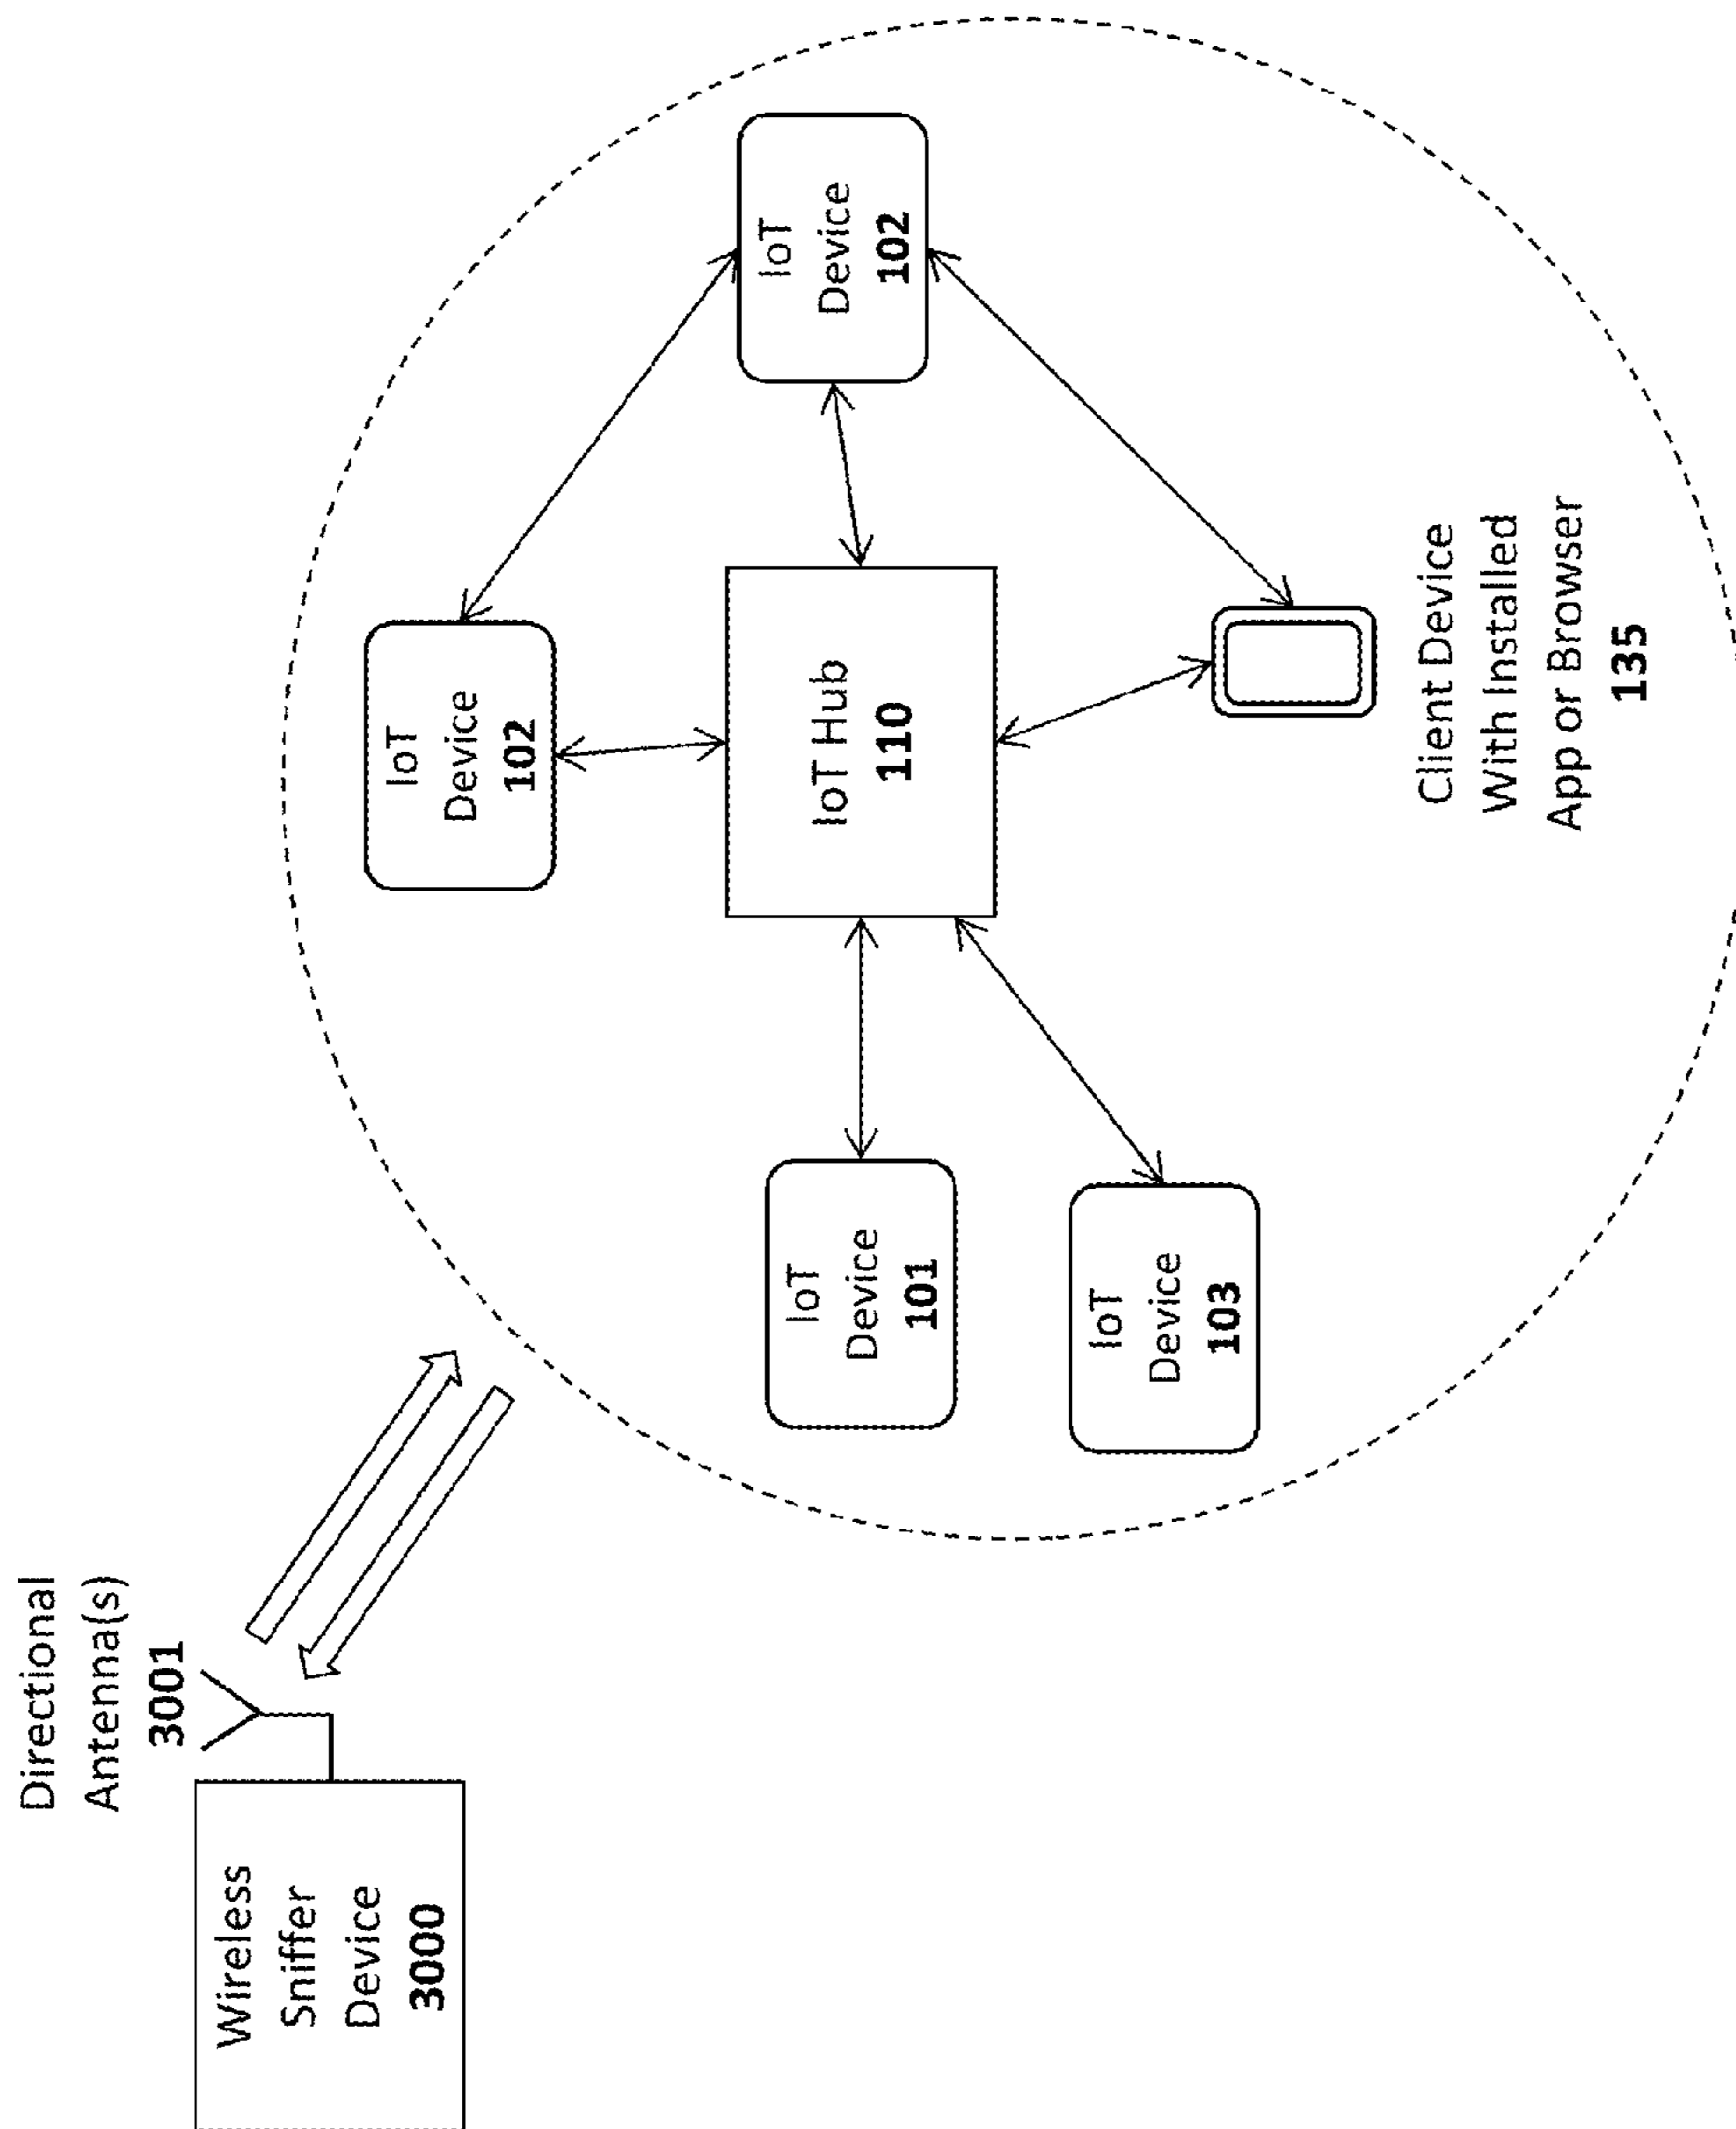 Directional
Antenna(s)
3001
Wireless
Sniffer
Device
3000
IoT
Device
102
IoT
Device
102
IoT Hub
110
IoT
Device
101
IoT
Device
103
Client Device
With Installed
App or Browser
135